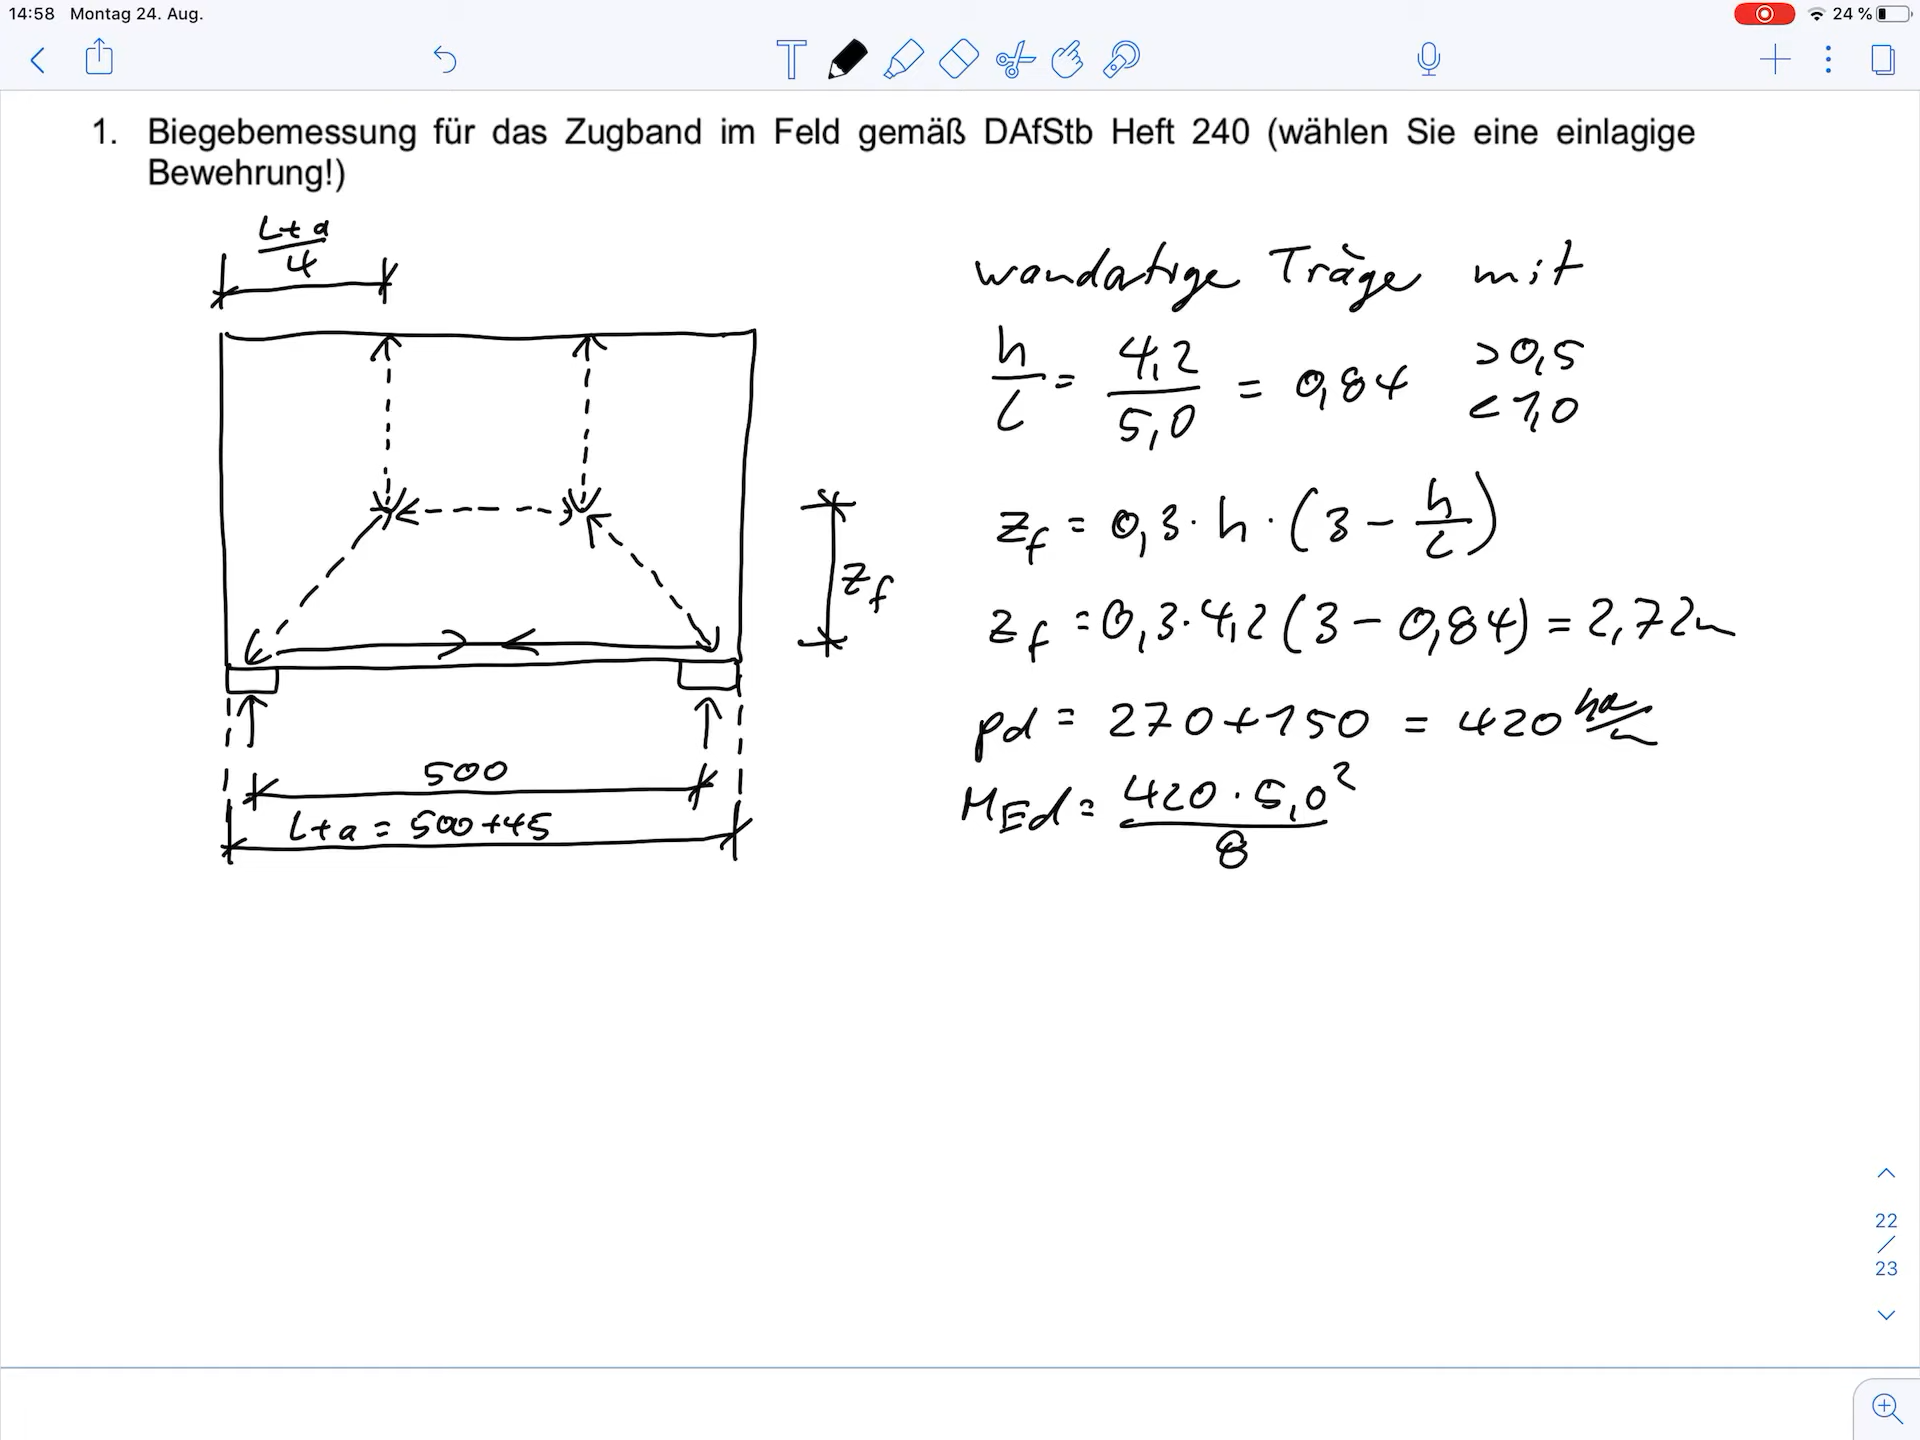 14:58 Montag 24. Aug.
24 %
1. Biegebemessung für das Zugband im Feld gemäß DAfStb Heft 240 (wählen Sie eine einlagige
Bewehrung!)
L+a
4
wandartige Träge mit
h/L = 4,2/5,0 = 0,84 >0,5 <1,0
zf = 0,3·h·(3 − h/L)
zf
zf = 0,3·4,2(3 − 0,84) = 2,72m
pd = 270+150 = 420 kN/m
500
MEd = 420·5,0²/8
L+a = 500+45
22
/
23